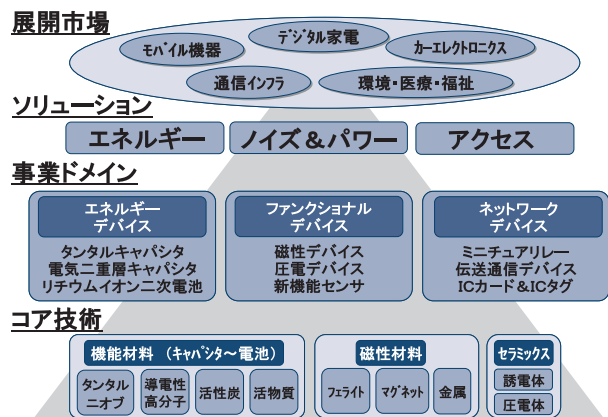 展開市場
モバイル機器
デジタル家電
カーエレクトロニクス
通信インフラ
環境・医療・福祉
ソリューション
エネルギー
ノイズ&パワー
アクセス
事業ドメイン
エネルギー
デバイス
タンタルキャパシタ
電気二重層キャパシタ
リチウムイオン二次電池
ファンクショナル
デバイス
磁性デバイス
圧電デバイス
新機能センサ
ネットワーク
デバイス
ミニチュアリレー
伝送通信デバイス
ICカード&ICタグ
コア技術
機能材料 (キャパシタ～電池)
タンタル
ニオブ
導電性
高分子
活性炭
活物質
磁性材料
フェライト
マグネット
金属
セラミックス
誘電体
圧電体